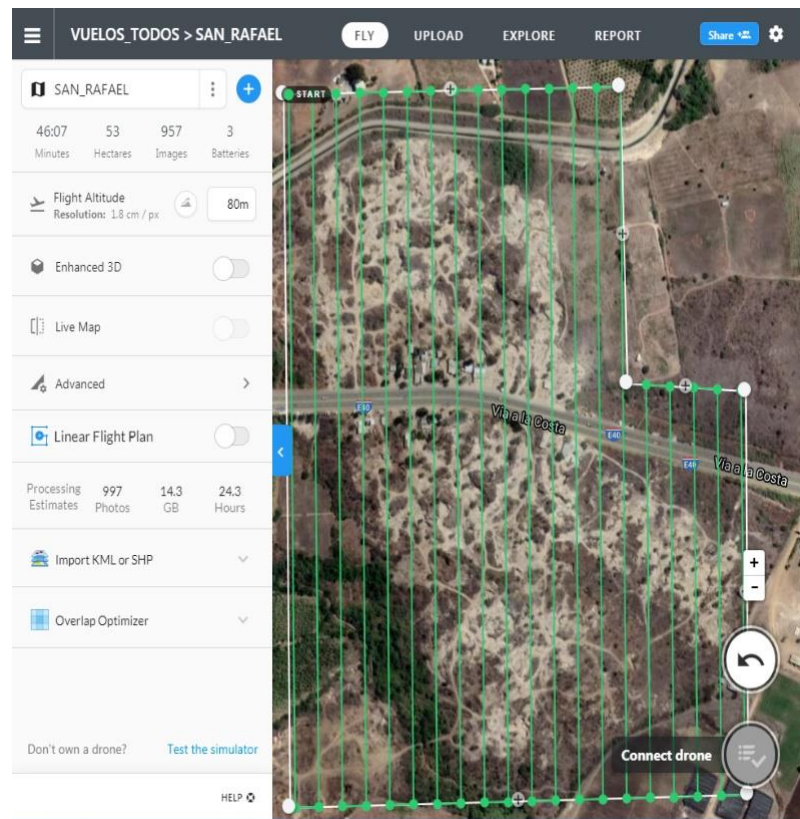 VUELOS_TODOS > SAN_RAFAEL
FLY
UPLOAD
EXPLORE
REPORT
Share
SAN_RAFAEL
46:07 53 957 3
Minutes Hectares Images Batteries
Flight Altitude
Resolution: 1.8 cm / px
80m
Enhanced 3D
Live Map
Advanced
Linear Flight Plan
Processing Estimates
997 14.3 24.3
Photos GB Hours
Import KML or SHP
Overlap Optimizer
Don't own a drone? Test the simulator
HELP
START
E40
Vía a la Costa
E40
E40
Vía a la Costa
+
-
Connect drone